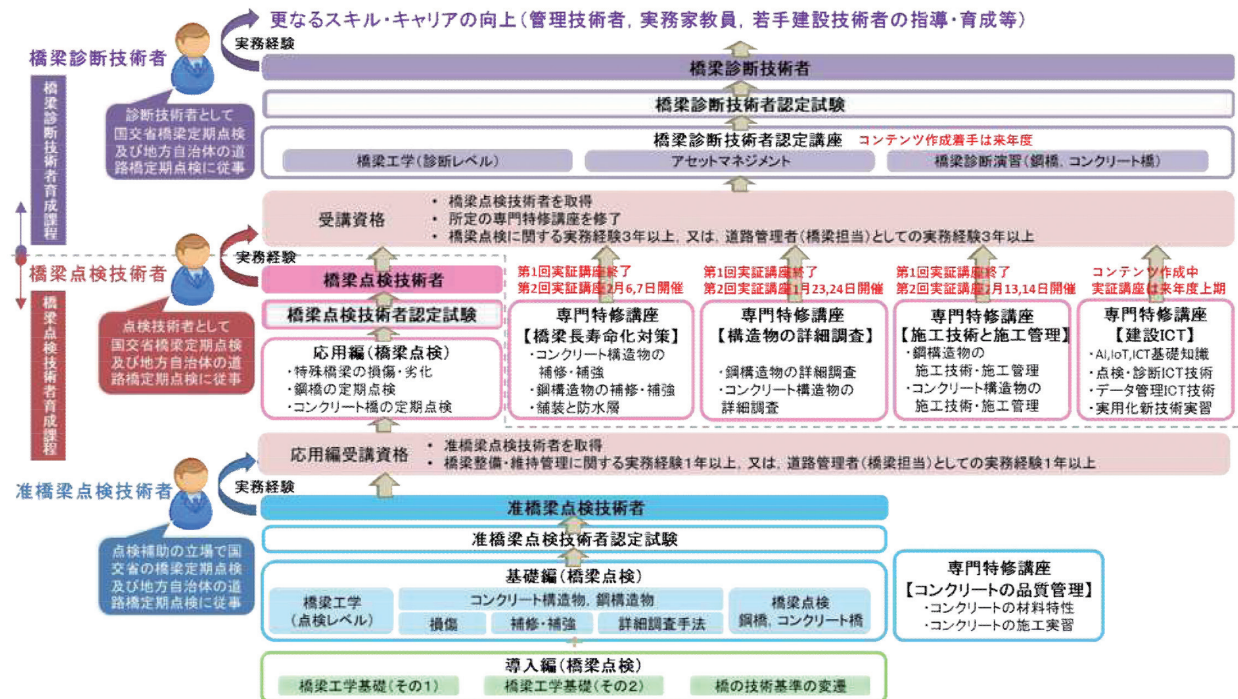 更なるスキル・キャリアの向上(管理技術者, 実務家教員, 若手建設技術者の指導・育成等)
実務経験
橋梁診断技術者
橋梁診断技術者育成課程
診断技術者として
国交省橋梁定期点検
及び地方自治体の道
路橋定期点検に従事
橋梁診断技術者
橋梁診断技術者認定試験
橋梁診断技術者認定講座 コンテンツ作成着手は来年度
橋梁工学(診断レベル)
アセットマネジメント
橋梁診断演習(鋼橋, コンクリート橋)
受講資格
・ 橋梁点検技術者を取得
・ 所定の専門特修講座を修了
・ 橋梁点検に関する実務経験3年以上, 又は, 道路管理者(橋梁担当)としての実務経験3年以上
実務経験
橋梁点検技術者
橋梁点検技術者育成課程
点検技術者として
国交省橋梁定期点検
及び地方自治体の道
路橋定期点検に従事
橋梁点検技術者
橋梁点検技術者認定試験
応用編(橋梁点検)
・特殊橋梁の損傷・劣化
・鋼橋の定期点検
・コンクリート橋の定期点検
第1回実証講座終了
第2回実証講座2月6,7日開催
専門特修講座
【橋梁長寿命化対策】
・コンクリート構造物の
補修・補強
・鋼構造物の補修・補強
・舗装と防水層
第1回実証講座終了
第2回実証講座1月23,24日開催
専門特修講座
【構造物の詳細調査】
・鋼構造物の詳細調査
・コンクリート構造物の
詳細調査
第1回実証講座終了
第2回実証講座2月13,14日開催
専門特修講座
【施工技術と施工管理】
・鋼構造物の
施工技術・施工管理
・コンクリート構造物の
施工技術・施工管理
コンテンツ作成中
実証講座は来年度上期
専門特修講座
【建設ICT】
・AI,IoT,ICT基礎知識
・点検・診断ICT技術
・データ管理ICT技術
・実用化新技術実習
応用編受講資格
・ 准橋梁点検技術者を取得
・ 橋梁整備・維持管理に関する実務経験1年以上, 又は, 道路管理者(橋梁担当)としての実務経験1年以上
准橋梁点検技術者
実務経験
点検補助の立場で国
交省の橋梁定期点検
及び地方自治体の道
路橋定期点検に従事
准橋梁点検技術者
准橋梁点検技術者認定試験
基礎編(橋梁点検)
橋梁工学
(点検レベル)
コンクリート構造物, 鋼構造物
損傷
補修・補強
詳細調査手法
橋梁点検
鋼橋, コンクリート橋
専門特修講座
【コンクリートの品質管理】
・コンクリートの材料特性
・コンクリートの施工実習
導入編(橋梁点検)
橋梁工学基礎(その1)
橋梁工学基礎(その2)
橋の技術基準の変遷